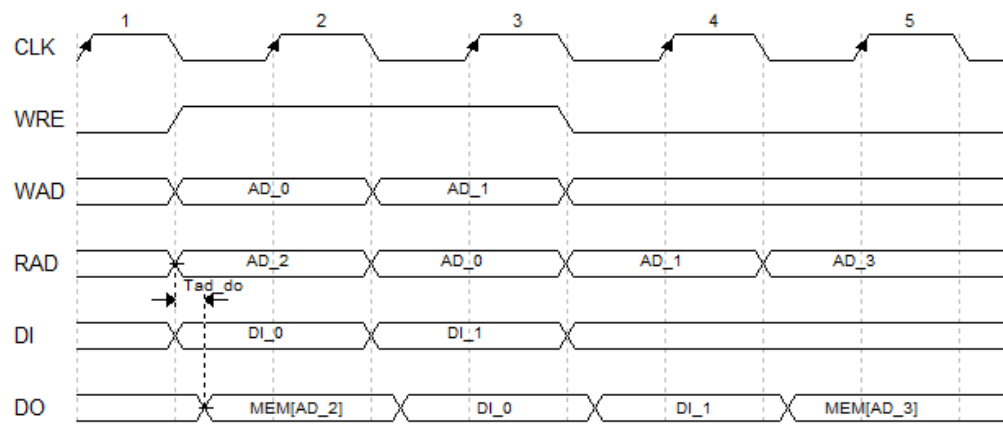 1 2 3 4 5
CLK
WRE
WAD AD_0 AD_1
RAD AD_2 AD_0 AD_1 AD_3
Tad_do
DI DI_0 DI_1
DO MEM[AD_2] DI_0 DI_1 MEM[AD_3]